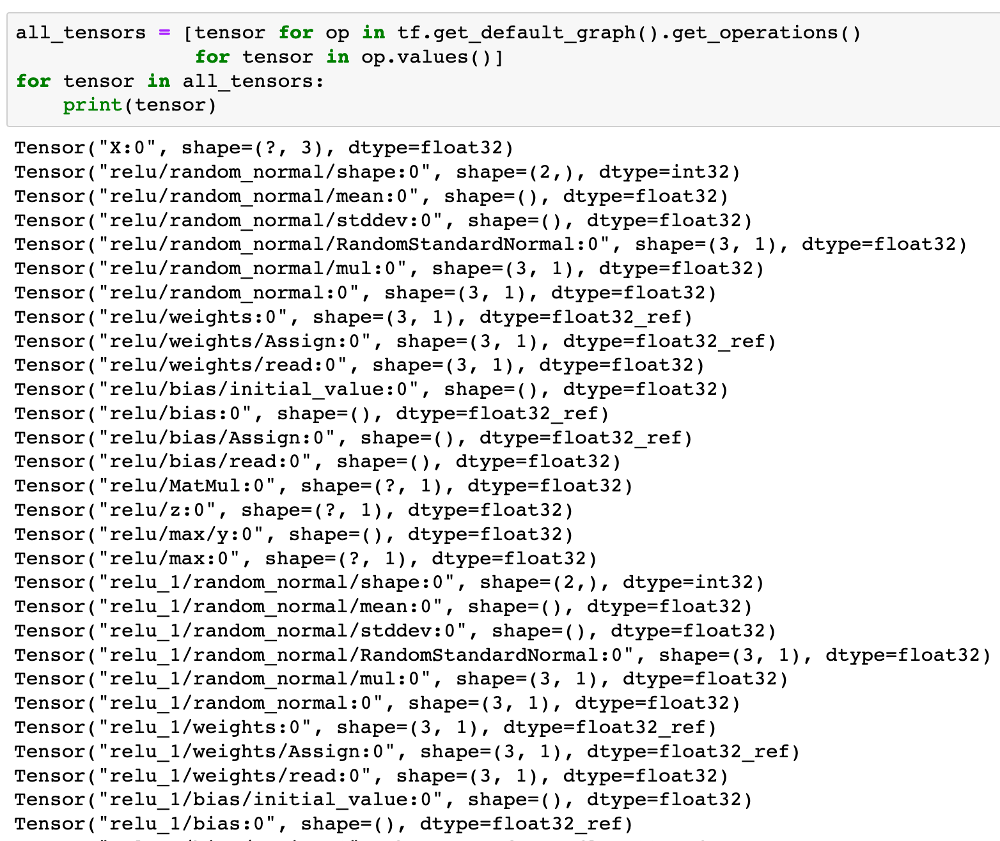 all_tensors = [tensor for op in tf.get_default_graph().get_operations()
               for tensor in op.values()]
for tensor in all_tensors:
    print(tensor)
Tensor("X:0", shape=(?, 3), dtype=float32)
Tensor("relu/random_normal/shape:0", shape=(2,), dtype=int32)
Tensor("relu/random_normal/mean:0", shape=(), dtype=float32)
Tensor("relu/random_normal/stddev:0", shape=(), dtype=float32)
Tensor("relu/random_normal/RandomStandardNormal:0", shape=(3, 1), dtype=float32)
Tensor("relu/random_normal/mul:0", shape=(3, 1), dtype=float32)
Tensor("relu/random_normal:0", shape=(3, 1), dtype=float32)
Tensor("relu/weights:0", shape=(3, 1), dtype=float32_ref)
Tensor("relu/weights/Assign:0", shape=(3, 1), dtype=float32_ref)
Tensor("relu/weights/read:0", shape=(3, 1), dtype=float32)
Tensor("relu/bias/initial_value:0", shape=(), dtype=float32)
Tensor("relu/bias:0", shape=(), dtype=float32_ref)
Tensor("relu/bias/Assign:0", shape=(), dtype=float32_ref)
Tensor("relu/bias/read:0", shape=(), dtype=float32)
Tensor("relu/MatMul:0", shape=(?, 1), dtype=float32)
Tensor("relu/z:0", shape=(?, 1), dtype=float32)
Tensor("relu/max/y:0", shape=(), dtype=float32)
Tensor("relu/max:0", shape=(?, 1), dtype=float32)
Tensor("relu_1/random_normal/shape:0", shape=(2,), dtype=int32)
Tensor("relu_1/random_normal/mean:0", shape=(), dtype=float32)
Tensor("relu_1/random_normal/stddev:0", shape=(), dtype=float32)
Tensor("relu_1/random_normal/RandomStandardNormal:0", shape=(3, 1), dtype=float32)
Tensor("relu_1/random_normal/mul:0", shape=(3, 1), dtype=float32)
Tensor("relu_1/random_normal:0", shape=(3, 1), dtype=float32)
Tensor("relu_1/weights:0", shape=(3, 1), dtype=float32_ref)
Tensor("relu_1/weights/Assign:0", shape=(3, 1), dtype=float32_ref)
Tensor("relu_1/weights/read:0", shape=(3, 1), dtype=float32)
Tensor("relu_1/bias/initial_value:0", shape=(), dtype=float32)
Tensor("relu_1/bias:0", shape=(), dtype=float32_ref)